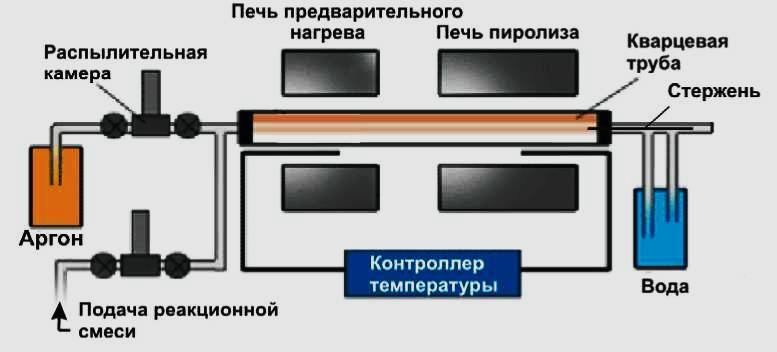 Печь предварительного
нагрева
Печь пиролиза
Кварцевая
труба
Распылительная
камера
Стержень
Аргон
Контроллер
температуры
Вода
Подача реакционной
смеси